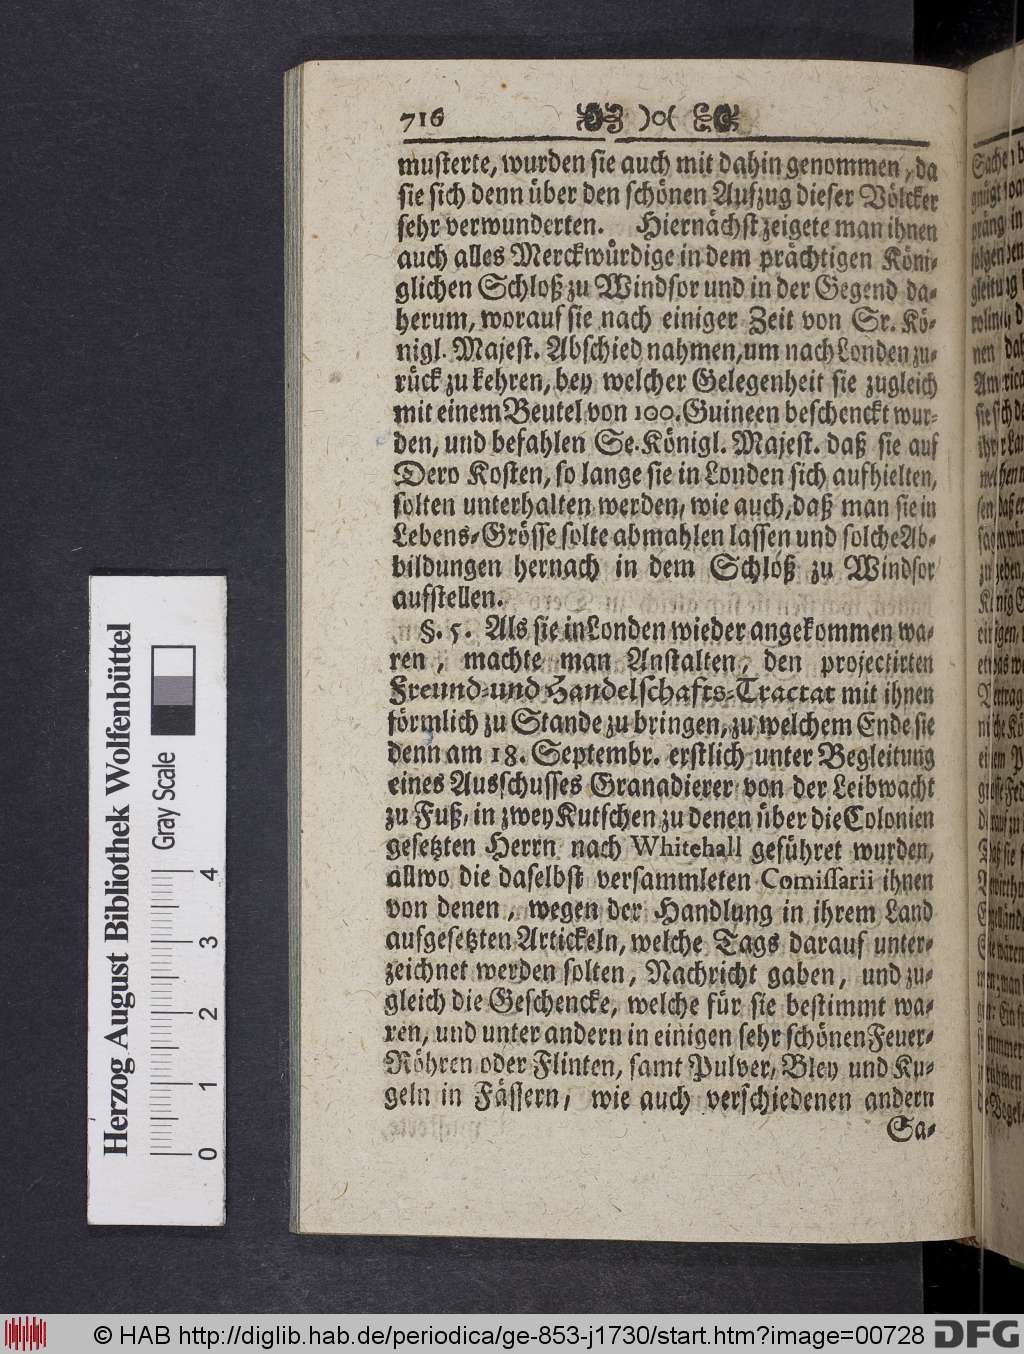 716
musterte, wurden sie auch mit dahin genommen, da
sie sich denn über den schönen Aufzug dieser Völcker
sehr verwunderten. Hiernächst zeigete man ihnen
auch alles Merckwürdige in dem prächtigen Köni-
glichen Schloß zu Windsor und in der Gegend da-
herum, worauf sie nach einiger Zeit von Sr. Kö-
nigl. Majest. Abschied nahmen, um nach Londen zu-
rück zu kehren, bey welcher Gelegenheit sie zugleich
mit einem Beutel von 100. Guineen beschenckt wur-
den, und befahlen Se. Königl. Majest. daß sie auf
Dero Kosten, so lange sie in Londen sich aufhielten,
solten unterhalten werden, wie auch, daß man sie in
Lebens-Grösse solte abmahlen lassen und solche Ab-
bildungen hernach in dem Schloß zu Windsor
aufstellen.
§. 5. Als sie in Londen wieder angekommen wa-
ren, machte man Anstalten, den projectirten
Freund-und Handelschafts-Tractat mit ihnen
förmlich zu Stande zu bringen, zu welchem Ende sie
denn am 18. Septembr. erstlich unter Begleitung
eines Ausschusses Granadierer von der Leibwacht
zu Fuß, in zwey Kutschen zu denen über die Colonien
gesetzten Herrn nach Whitehall geführet wurden,
allwo die daselbst versammleten Comissarii ihnen
von denen, wegen der Handlung in ihrem Land
aufgesetzten Artickeln, welche Tags darauf unter-
zeichnet werden solten, Nachricht gaben, und zu-
gleich die Geschencke, welche für sie bestimmt wa-
ren, und unter andern in einigen sehr schönen Feuer-
Röhren oder Flinten, samt Pulver, Bley und Ku-
geln in Fässern, wie auch verschiedenen andern
Sa-
Herzog August Bibliothek Wolfenbüttel
Gray Scale
0 1 2 3 4
© HAB http://diglib.hab.de/periodica/ge-853-j1730/start.htm?image=00728
DFG